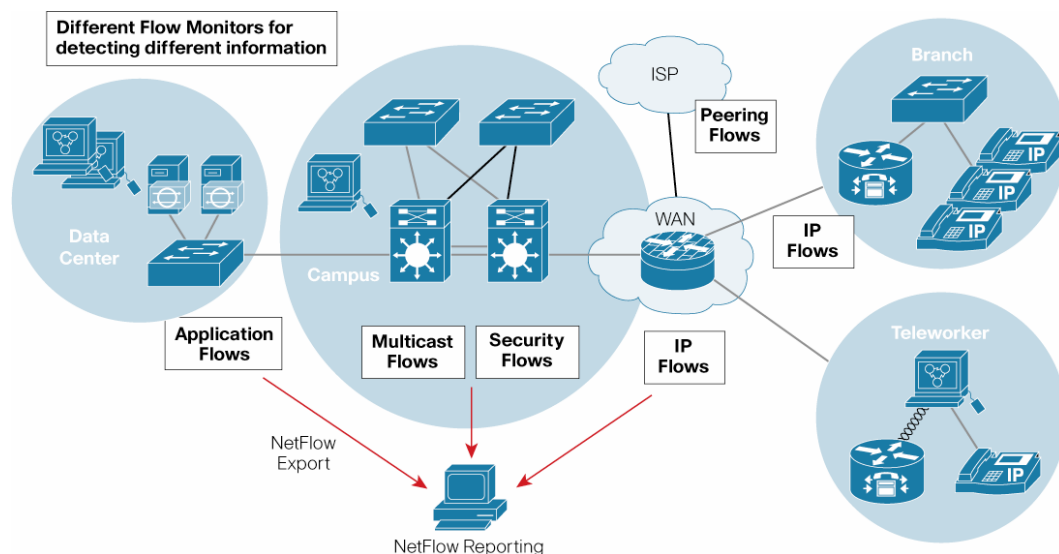 Different Flow Monitors for
detecting different information
Data
Center
Campus
ISP
Peering
Flows
WAN
Branch
IP
IP
IP
IP
Flows
Teleworker
IP
Application
Flows
Multicast
Flows
Security
Flows
IP
Flows
NetFlow
Export
NetFlow Reporting